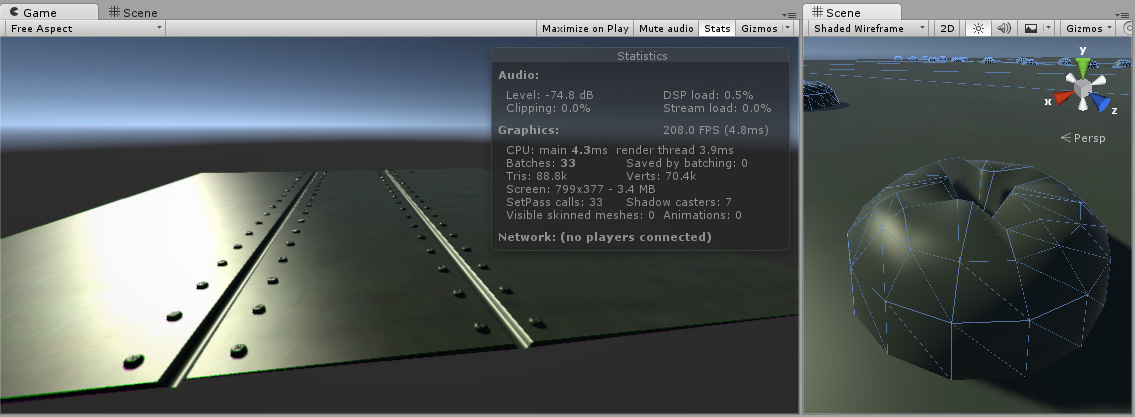 Game Scene
Free Aspect Maximize on Play Mute audio Stats Gizmos
Statistics
Audio:
Level: -74.8 dB DSP load: 0.5%
Clipping: 0.0% Stream load: 0.0%
Graphics: 208.0 FPS (4.8ms)
CPU: main 4.3ms render thread 3.9ms
Batches: 33 Saved by batching: 0
Tris: 88.8k Verts: 70.4k
Screen: 799x377 - 3.4 MB
SetPass calls: 33 Shadow casters: 7
Visible skinned meshes: 0 Animations: 0
Network: (no players connected)
Scene
Shaded Wireframe 2D Gizmos
y
x
z
Persp